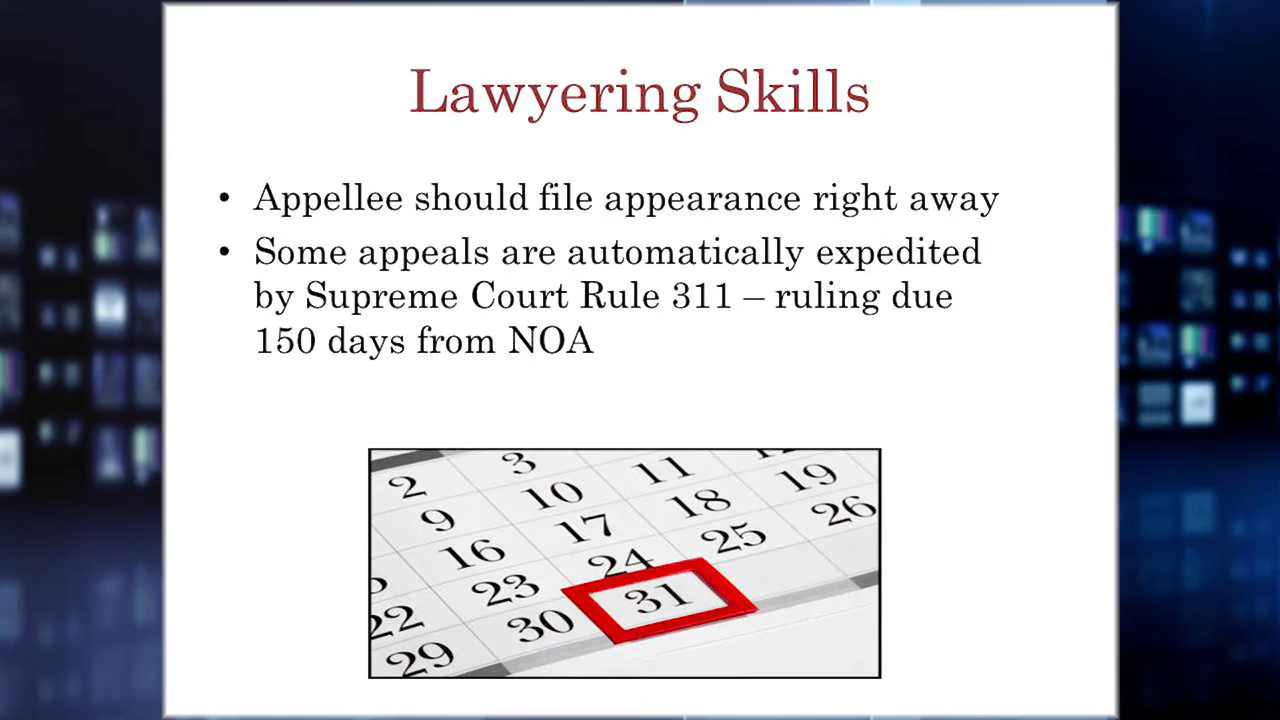 Lawyering Skills
• Appellee should file appearance right away
• Some appeals are automatically expedited
by Supreme Court Rule 311 – ruling due
150 days from NOA
2 3 11
9 10 18 19
16 17 25 26
23 24
22 30 31
29